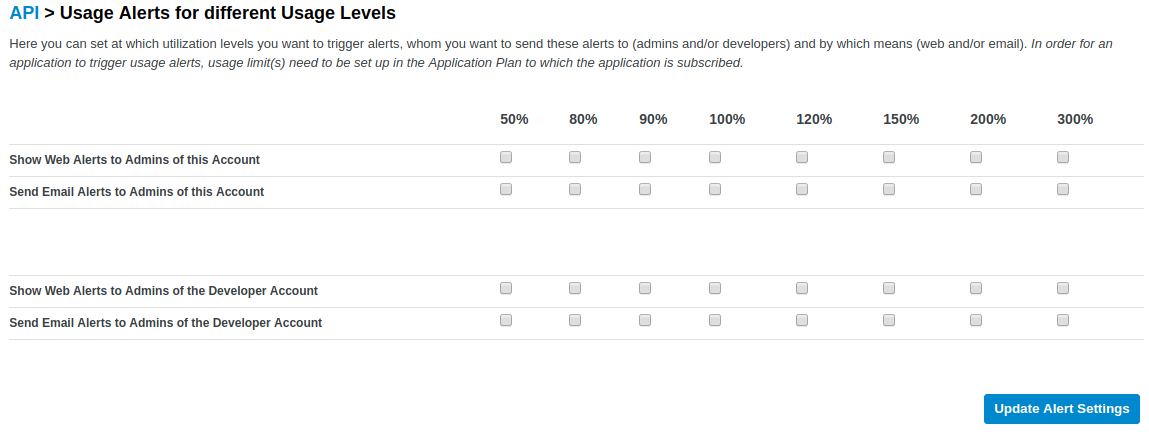 API > Usage Alerts for different Usage Levels
Here you can set at which utilization levels you want to trigger alerts, whom you want to send these alerts to (admins and/or developers) and by which means (web and/or email). In order for an
application to trigger usage alerts, usage limit(s) need to be set up in the Application Plan to which the application is subscribed.
50% 80% 90% 100% 120% 150% 200% 300%
Show Web Alerts to Admins of this Account
Send Email Alerts to Admins of this Account
Show Web Alerts to Admins of the Developer Account
Send Email Alerts to Admins of the Developer Account
Update Alert Settings